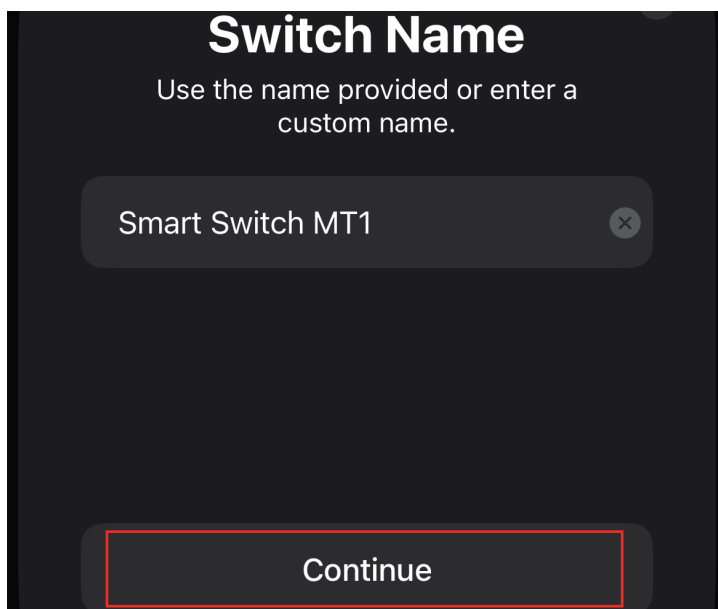 Switch Name
Use the name provided or enter a
custom name.
Smart Switch MT1
Continue